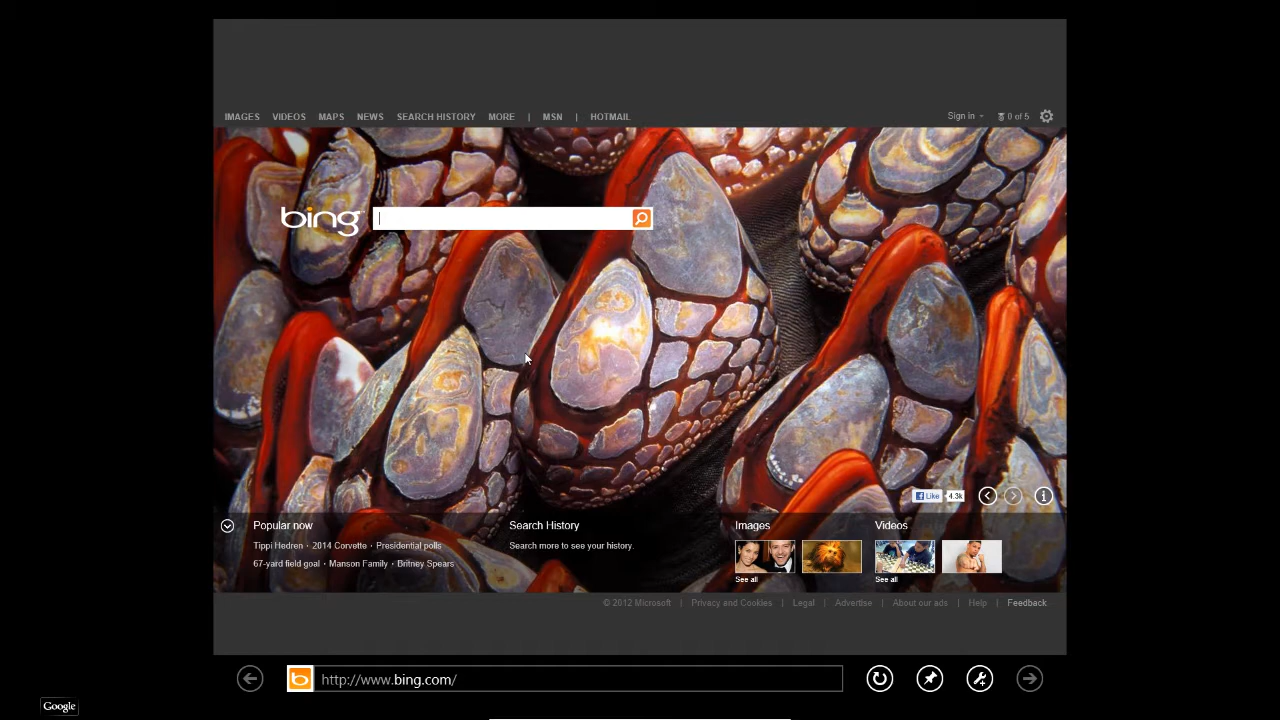 IMAGES VIDEOS MAPS NEWS SEARCH HISTORY MORE | MSN | HOTMAIL Sign in 0 of 5
bing
Like 4.3k
Popular now Search History Images Videos
Tippi Hedren · 2014 Corvette · Presidential polls Search more to see your history.
67-yard field goal · Manson Family · Britney Spears
See all See all
© 2012 Microsoft | Privacy and Cookies | Legal | Advertise | About our ads | Help | Feedback
http://www.bing.com/
Google